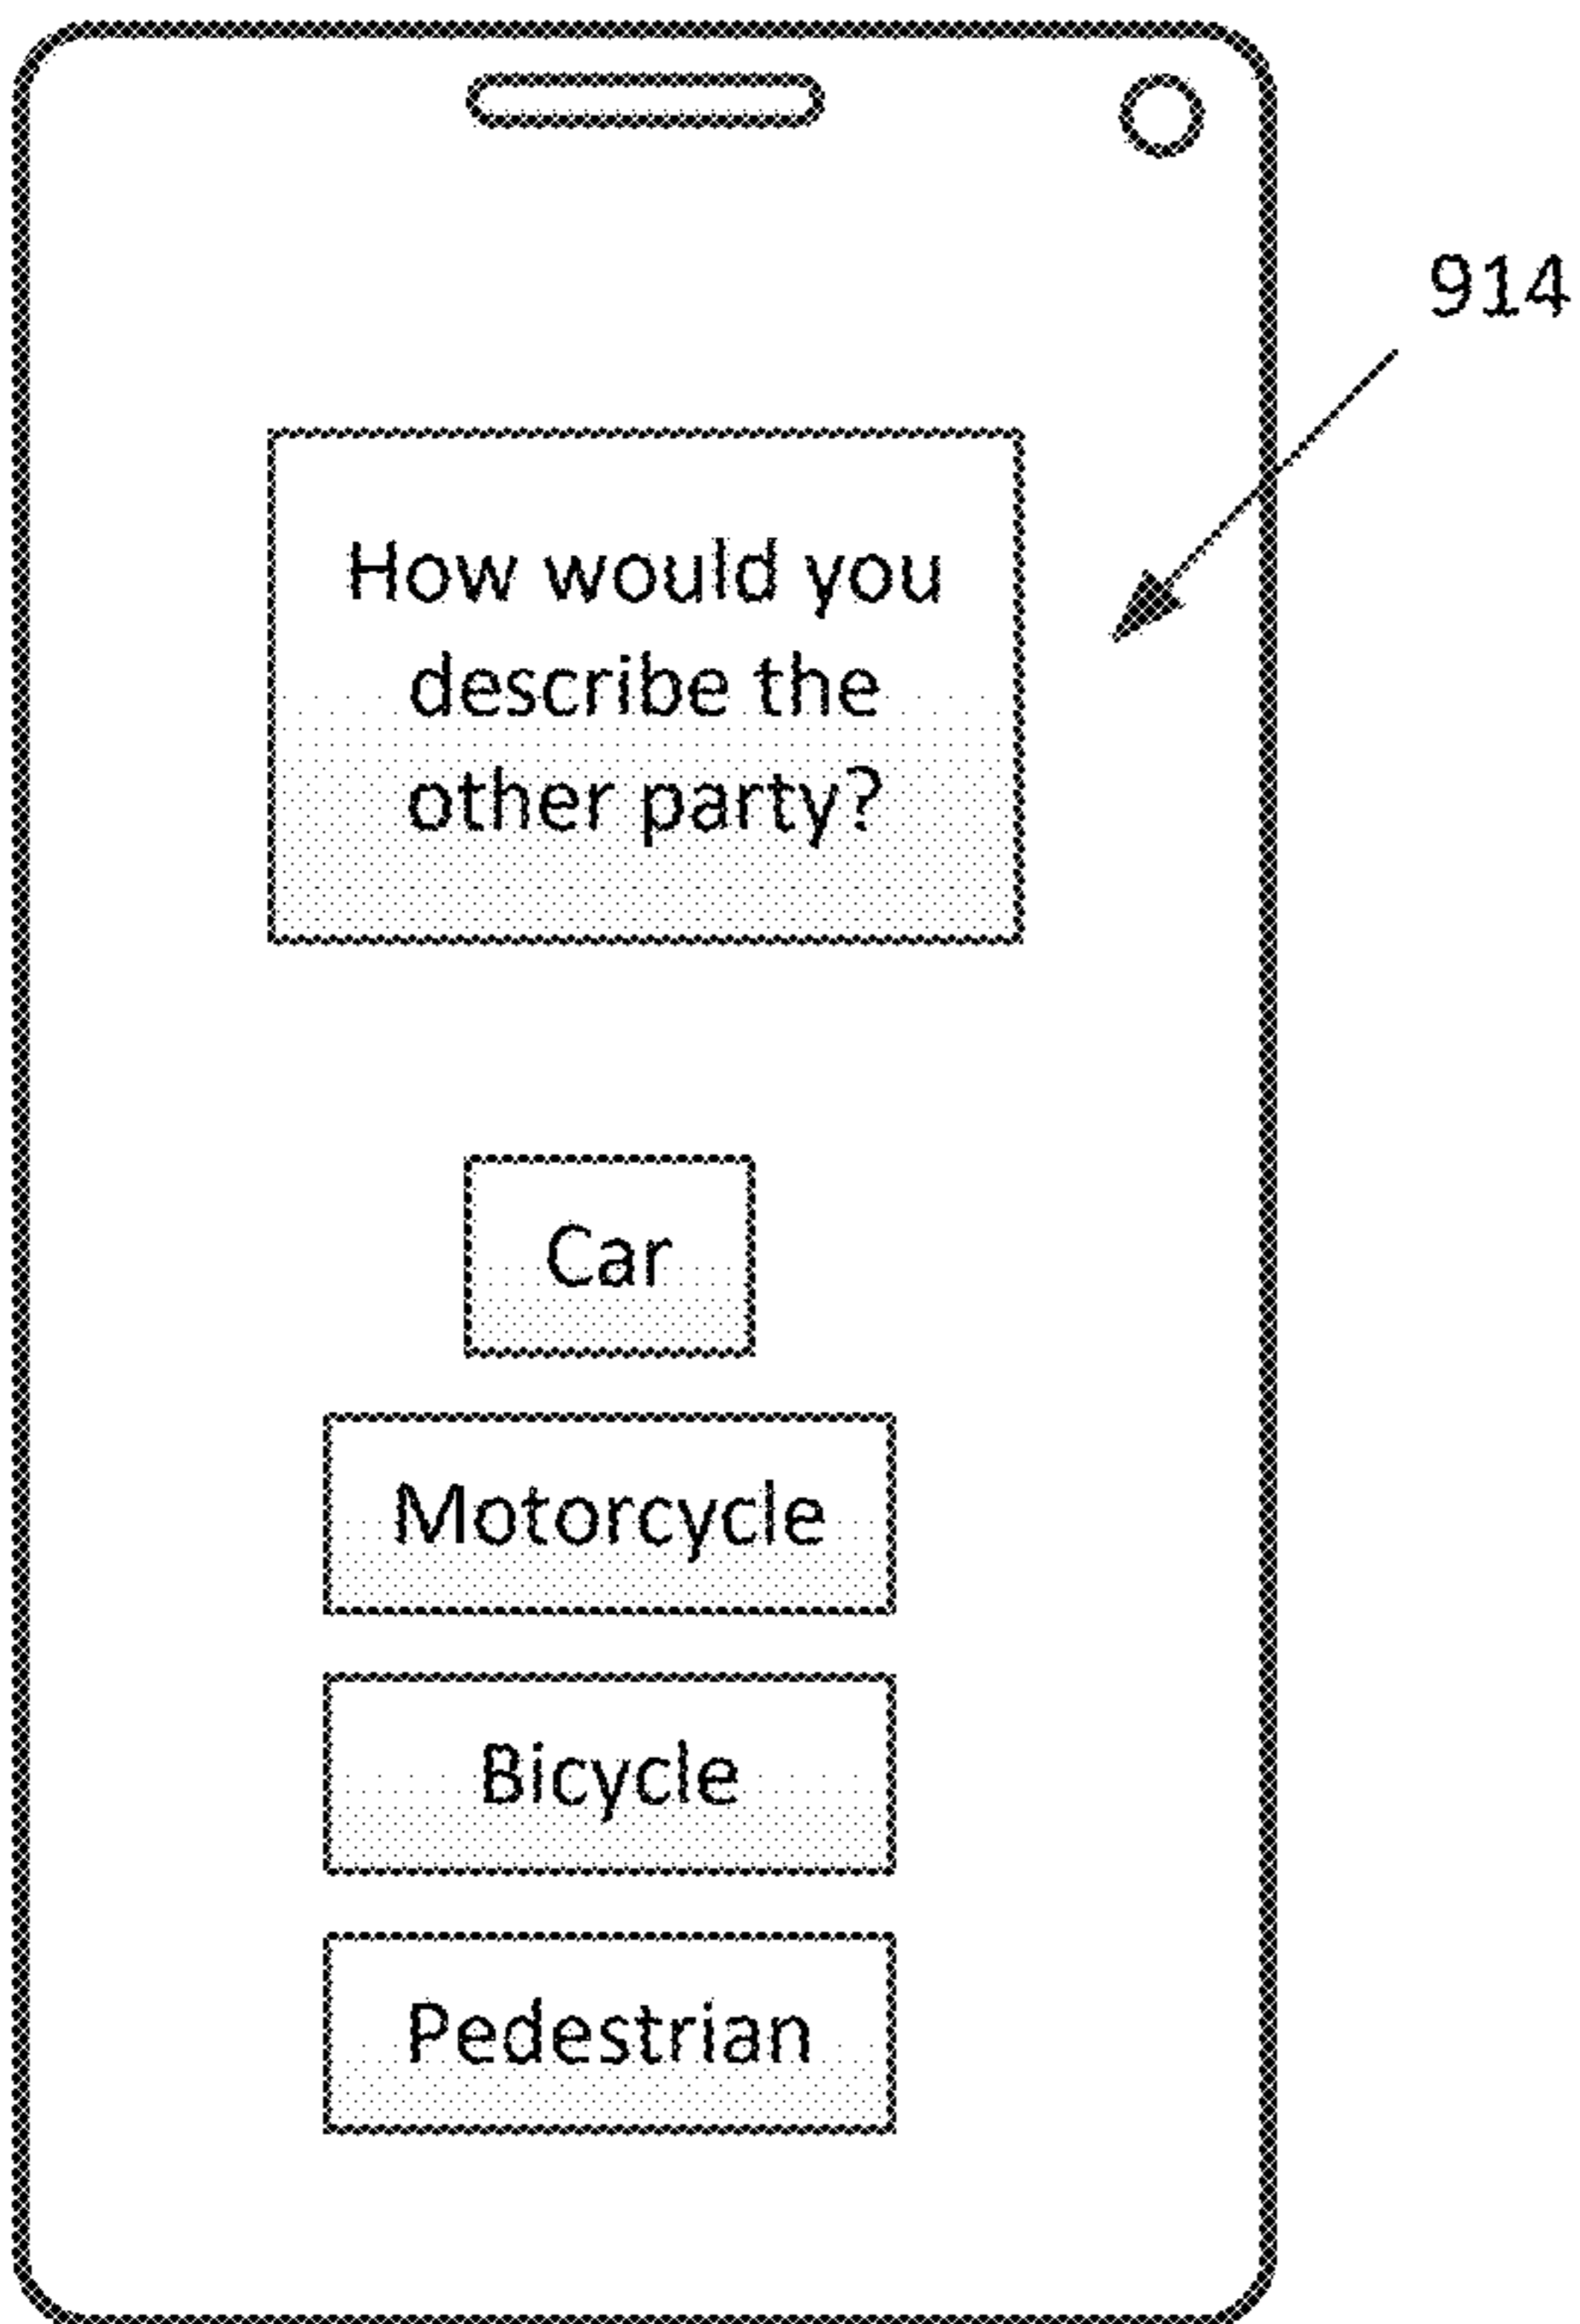 914
How would you
describe the
other party?
Car
Motorcycle
Bicycle
Pedestrian